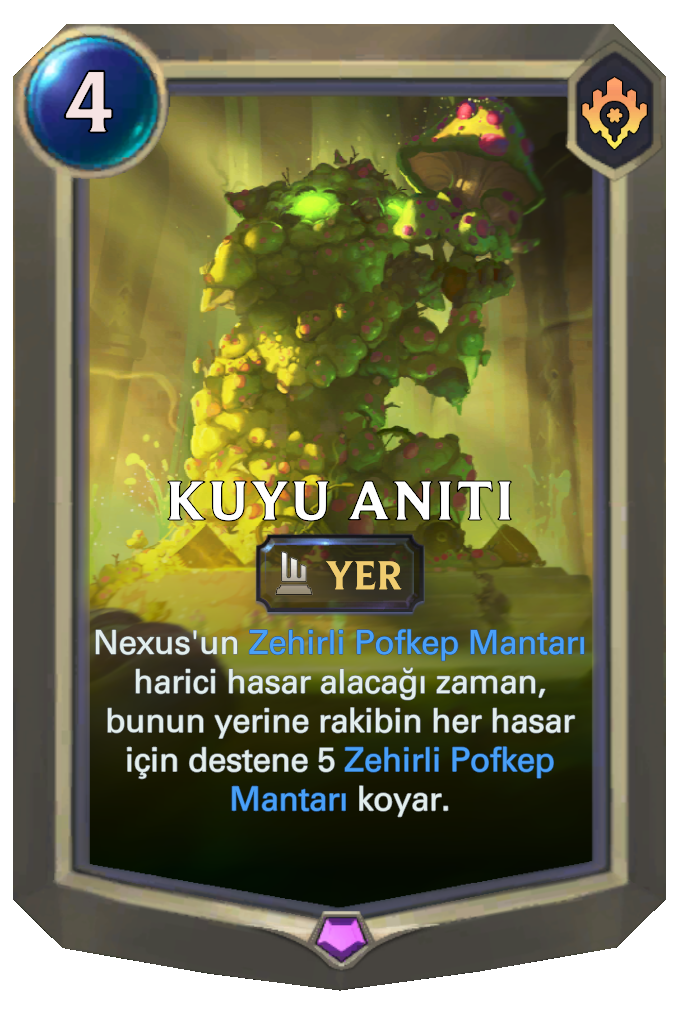 4
KUYU ANITI
YER
Nexus'un Zehirli Pofkep Mantarı
harici hasar alacağı zaman,
bunun yerine rakibin her hasar
için destene 5 Zehirli Pofkep
Mantarı koyar.